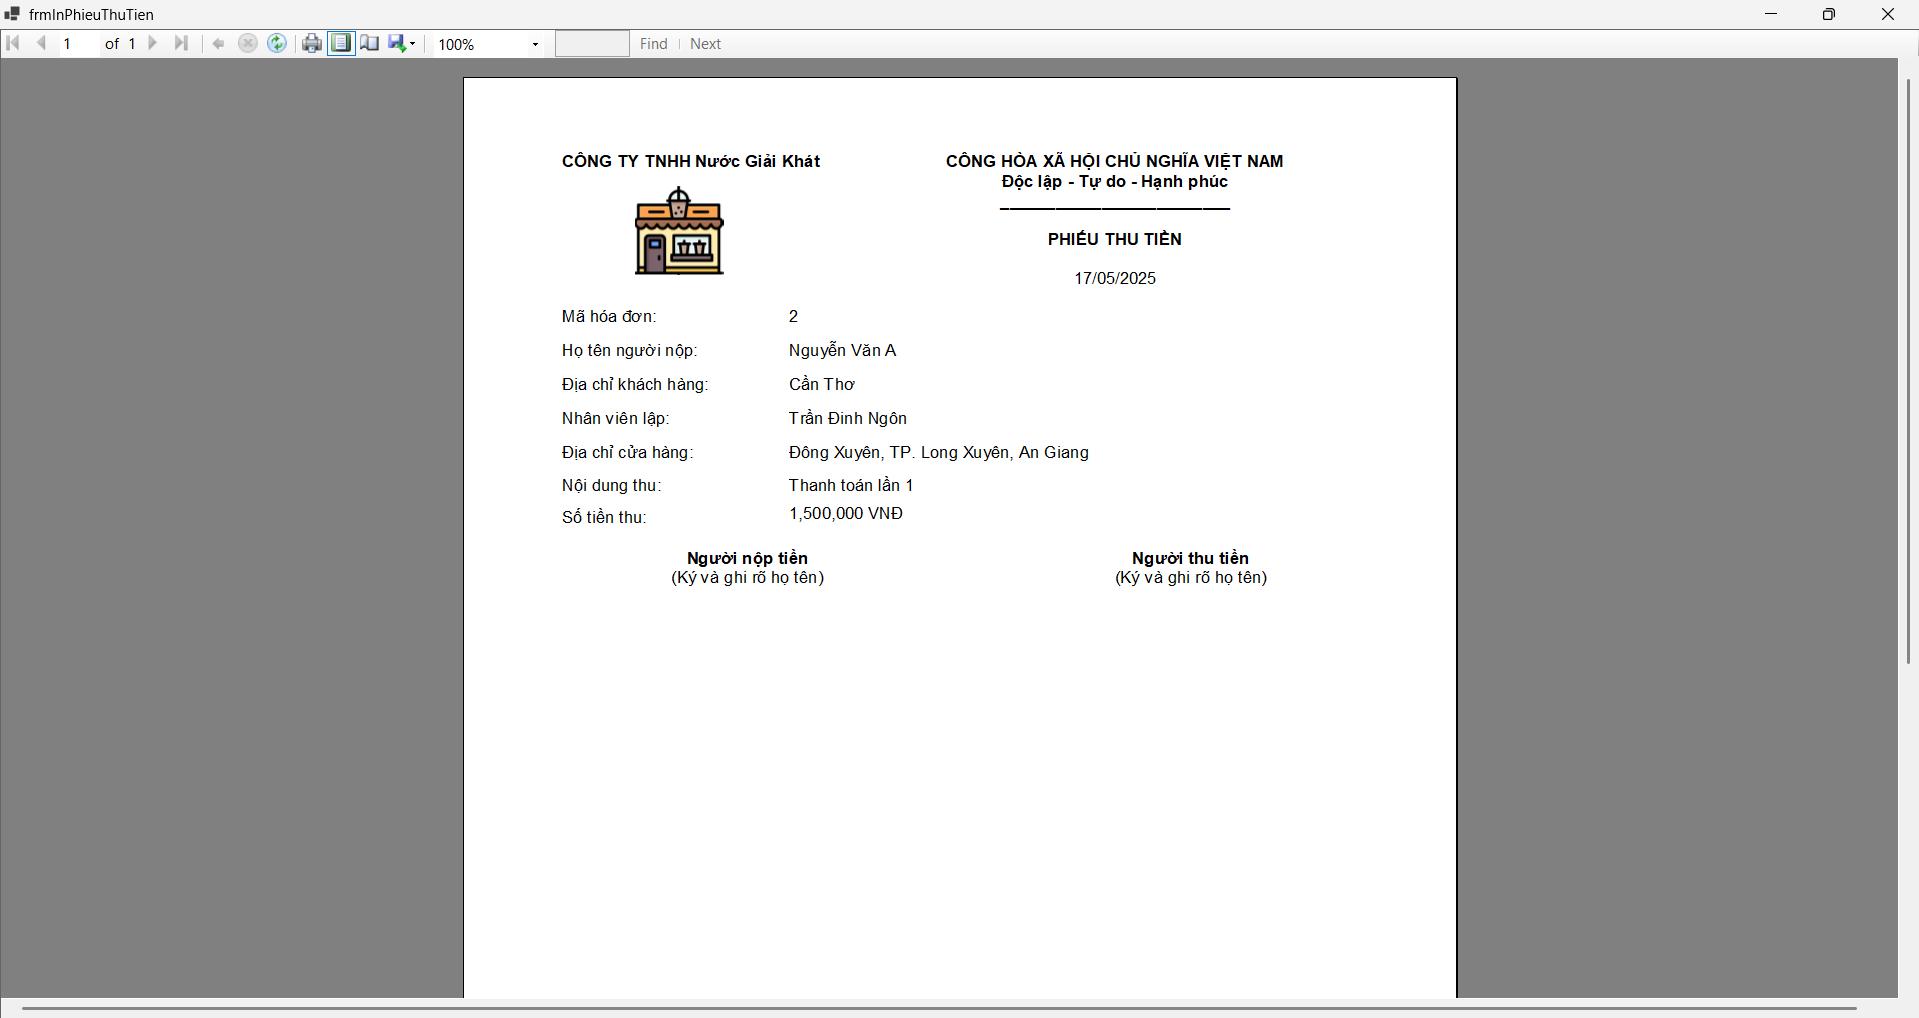 frmInPhieuThuTien
1 of 1 100% Find Next
CÔNG TY TNHH Nước Giải Khát
CỘNG HÒA XÃ HỘI CHỦ NGHĨA VIỆT NAM
Độc lập - Tự do - Hạnh phúc
PHIẾU THU TIỀN
17/05/2025
Mã hóa đơn: 2
Họ tên người nộp: Nguyễn Văn A
Địa chỉ khách hàng: Cần Thơ
Nhân viên lập: Trần Đinh Ngôn
Địa chỉ cửa hàng: Đông Xuyên, TP. Long Xuyên, An Giang
Nội dung thu: Thanh toán lần 1
Số tiền thu: 1,500,000 VNĐ
Người nộp tiền Người thu tiền
(Ký và ghi rõ họ tên) (Ký và ghi rõ họ tên)